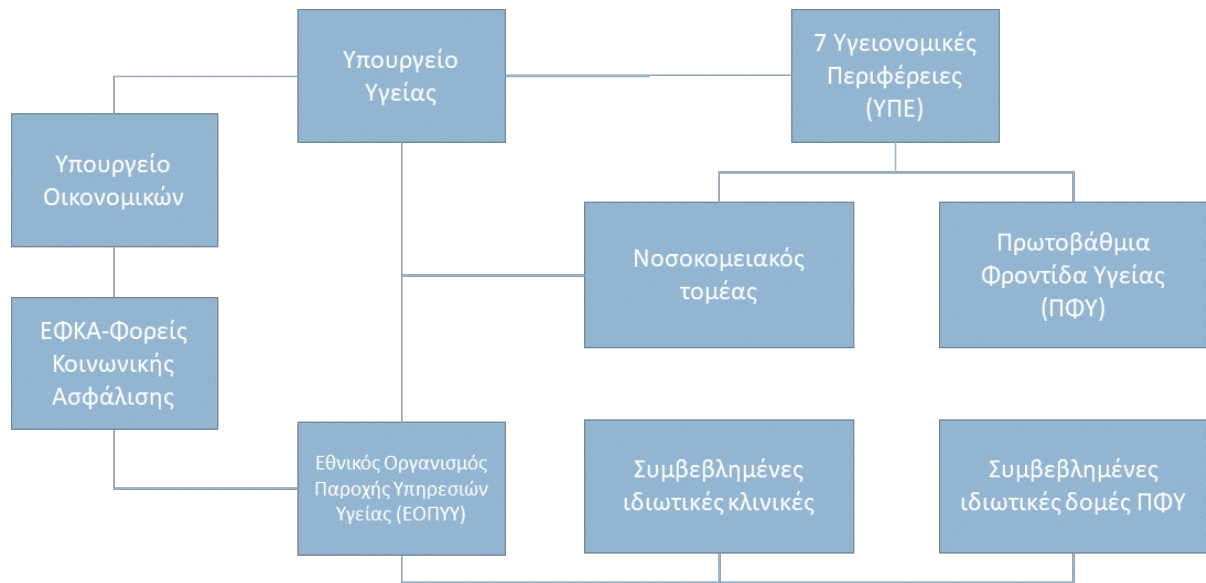 Υπουργείο
Υγείας
7 Υγειονομικές
Περιφέρειες
(ΥΠΕ)
Υπουργείο
Οικονομικών
Νοσοκομειακός
τομέας
Πρωτοβάθμια
Φροντίδα Υγείας
(ΠΦΥ)
ΕΦΚΑ-Φορείς
Κοινωνικής
Ασφάλισης
Εθνικός Οργανισμός
Παροχής Υπηρεσιών
Υγείας (ΕΟΠΥΥ)
Συμβεβλημένες
ιδιωτικές κλινικές
Συμβεβλημένες
ιδιωτικές δομές ΠΦΥ